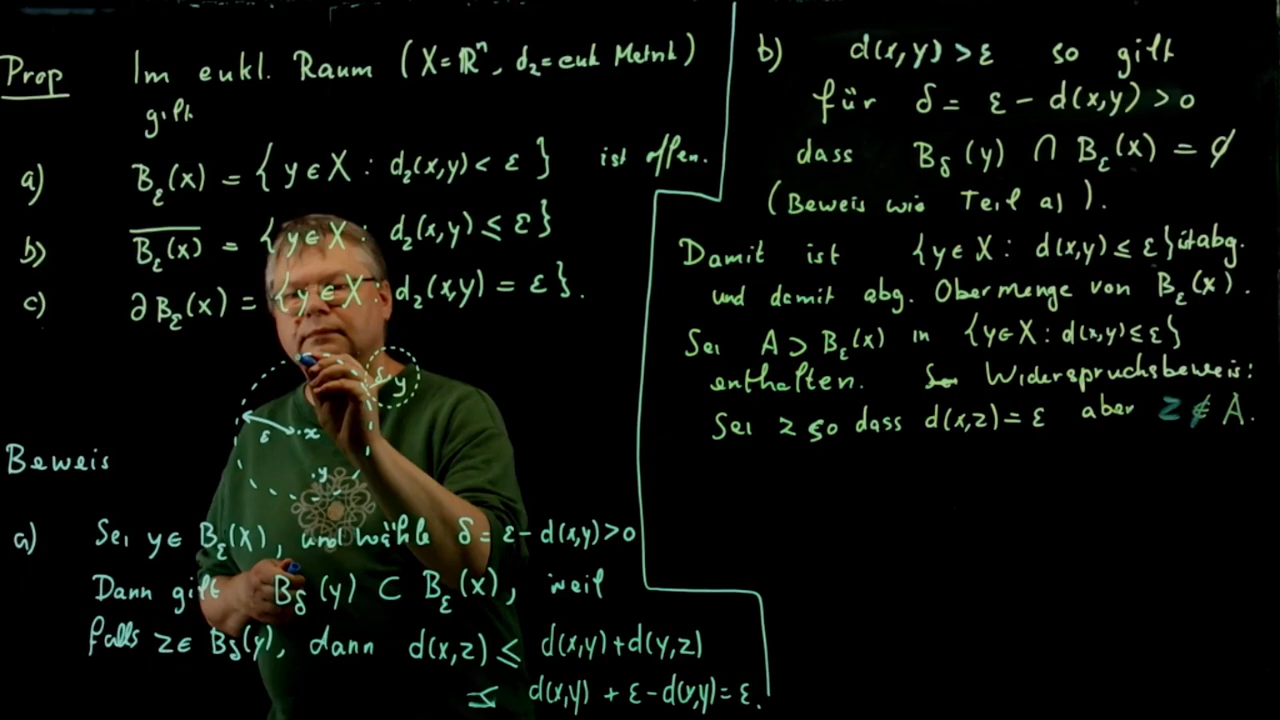 Prop Im eukl. Raum (X=ℝⁿ, d₂=euk Metrik)
gilt
a) B_ε(x) = {y∈X : d₂(x,y) < ε} ist offen.
b) \overline{B_ε(x)} = {y∈X : d₂(x,y) ≤ ε}
c) ∂B_ε(x) = {y∈X : d₂(x,y) = ε}.
δ y
ε x
y
Beweis
a) Sei y∈ B_ε(x), und wähle δ = ε - d(x,y) > 0
Dann gilt B_δ(y) ⊂ B_ε(x), weil
falls z∈ B_δ(y), dann d(x,z) ≤ d(x,y)+d(y,z)
≤ d(x,y) + ε - d(x,y) = ε.
b) d(x,y) > ε so gilt
für δ = ε - d(x,y) > 0
dass B_δ(y) ∩ B_ε(x) = ∅
(Beweis wie Teil a)).
Damit ist {y∈X : d(x,y) ≤ ε} ist abg.
und damit abg. Obermenge von B_ε(x).
Sei A ⊃ B_ε(x) in {y∈X : d(x,y) ≤ ε}
enthalten. Widerspruchsbeweis:
Sei z so dass d(x,z) = ε aber z ∉ A.